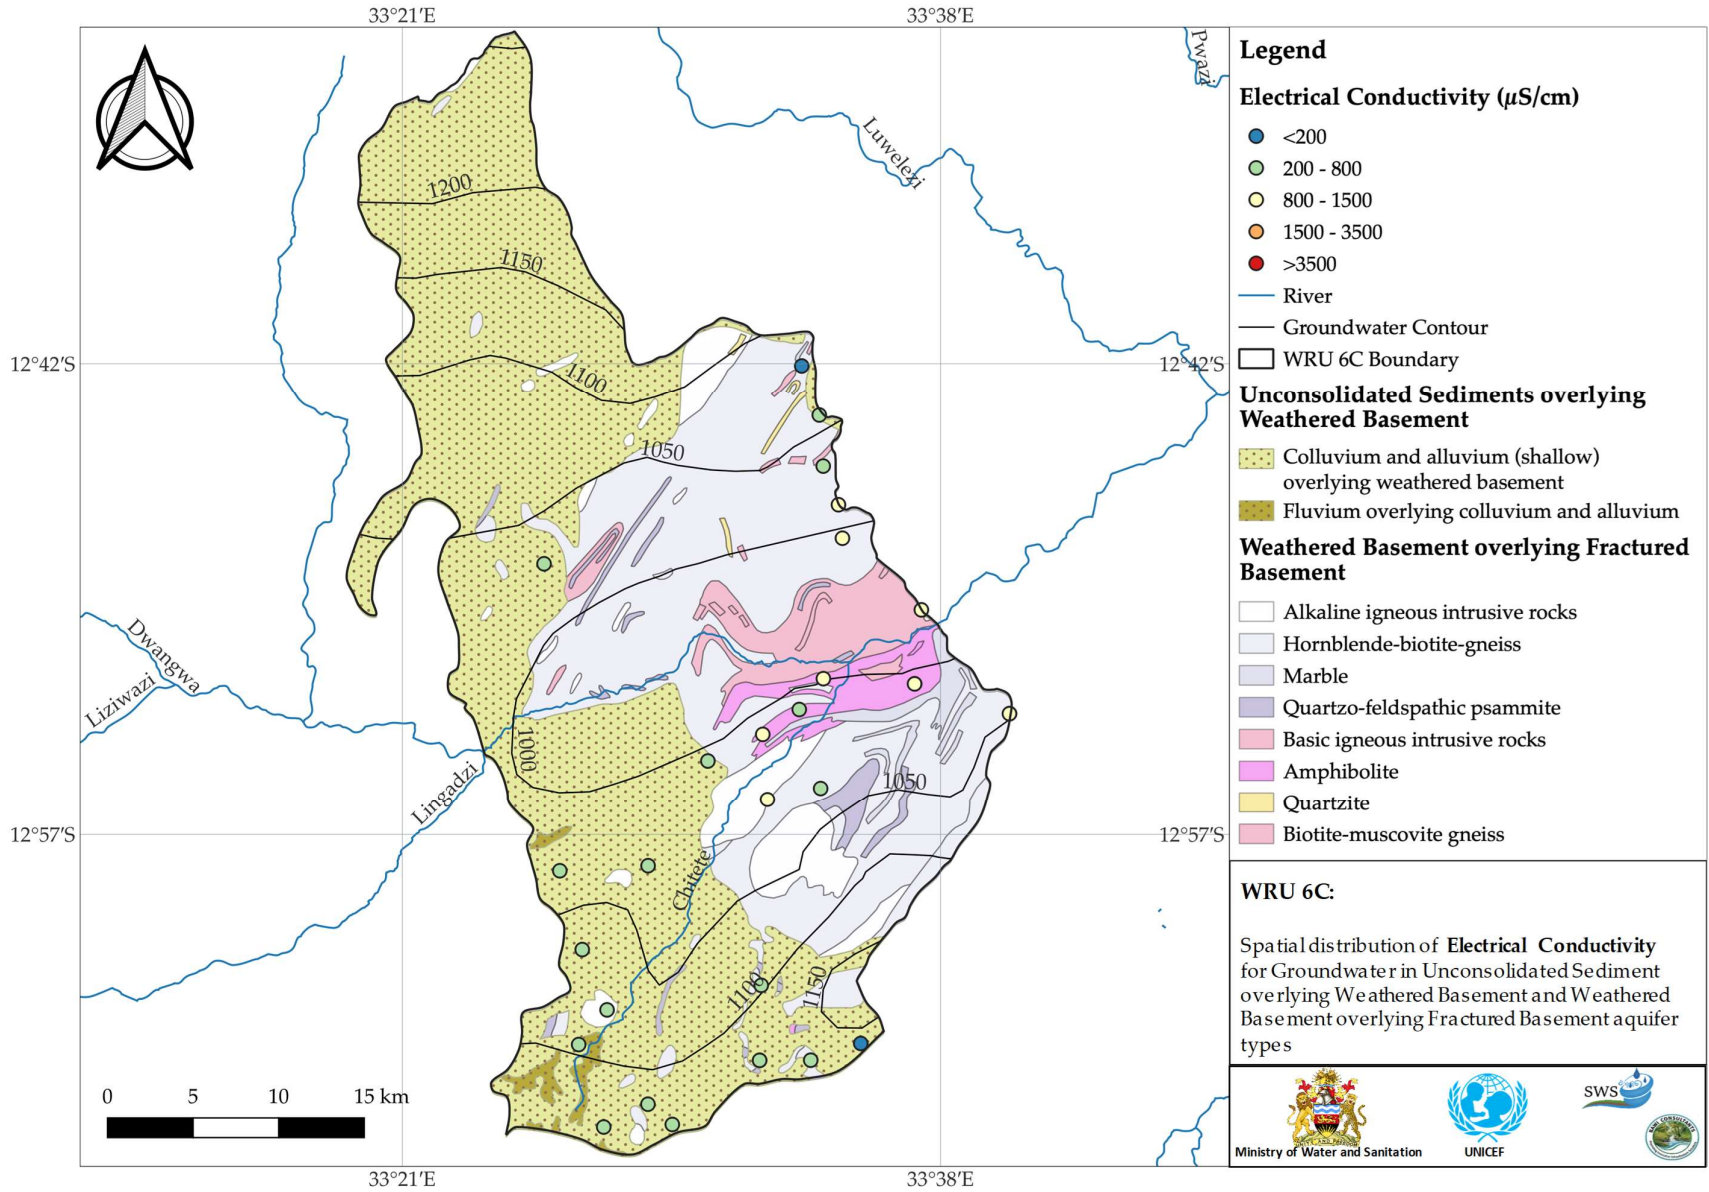 33°21′E
33°38′E
Pwazi
Luwelezi
1200
1150
12°42′S
12°42′S
1100
1050
Dwangwa
Liziwazi
1000
Lingadzi
1050
12°57′S
12°57′S
Chitete
1100
1150
0 5 10 15 km
33°21′E
33°38′E
Legend
Electrical Conductivity (µS/cm)
<200
200 - 800
800 - 1500
1500 - 3500
>3500
River
Groundwater Contour
WRU 6C Boundary
Unconsolidated Sediments overlying
Weathered Basement
Colluvium and alluvium (shallow)
overlying weathered basement
Fluvium overlying colluvium and alluvium
Weathered Basement overlying Fractured
Basement
Alkaline igneous intrusive rocks
Hornblende-biotite-gneiss
Marble
Quartzo-feldspathic psammite
Basic igneous intrusive rocks
Amphibolite
Quartzite
Biotite-muscovite gneiss
WRU 6C:
Spatial distribution of Electrical Conductivity
for Groundwater in Unconsolidated Sediment
overlying Weathered Basement and Weathered
Basement overlying Fractured Basement aquifer
types
Ministry of Water and Sanitation
UNICEF
SWS